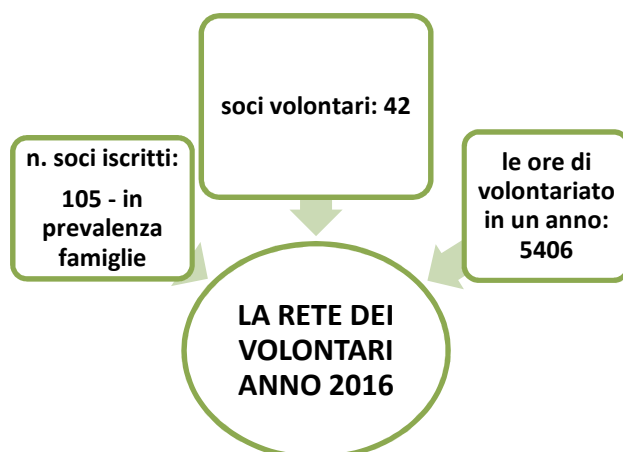 soci volontari: 42
n. soci iscritti:
105 - in
prevalenza
famiglie
le ore di
volontariato
in un anno:
5406
LA RETE DEI
VOLONTARI
ANNO 2016